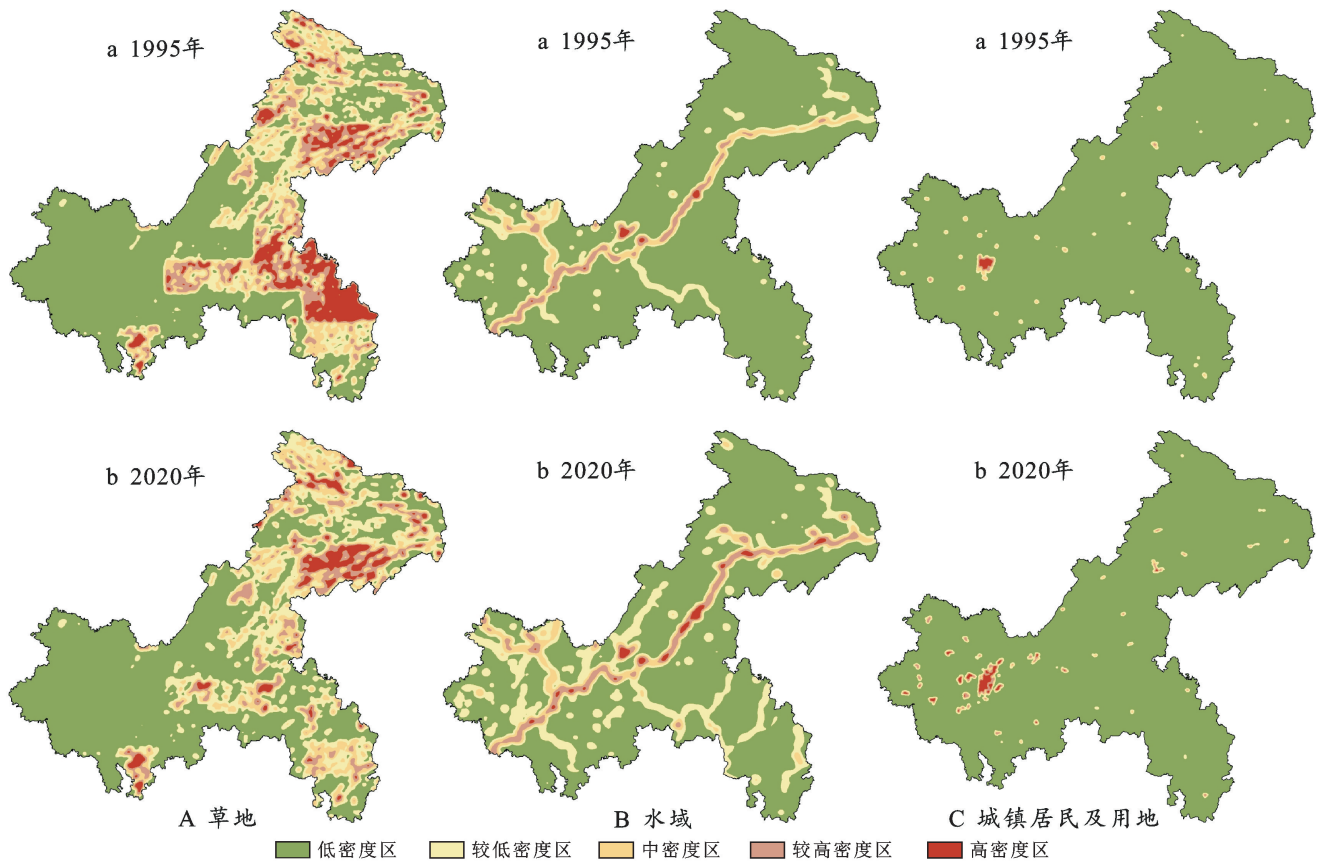 a 1995年
a 1995年
a 1995年
b 2020年
b 2020年
b 2020年
A 草地
B 水域
C 城镇居民及用地
低密度区
较低密度区
中密度区
较高密度区
高密度区